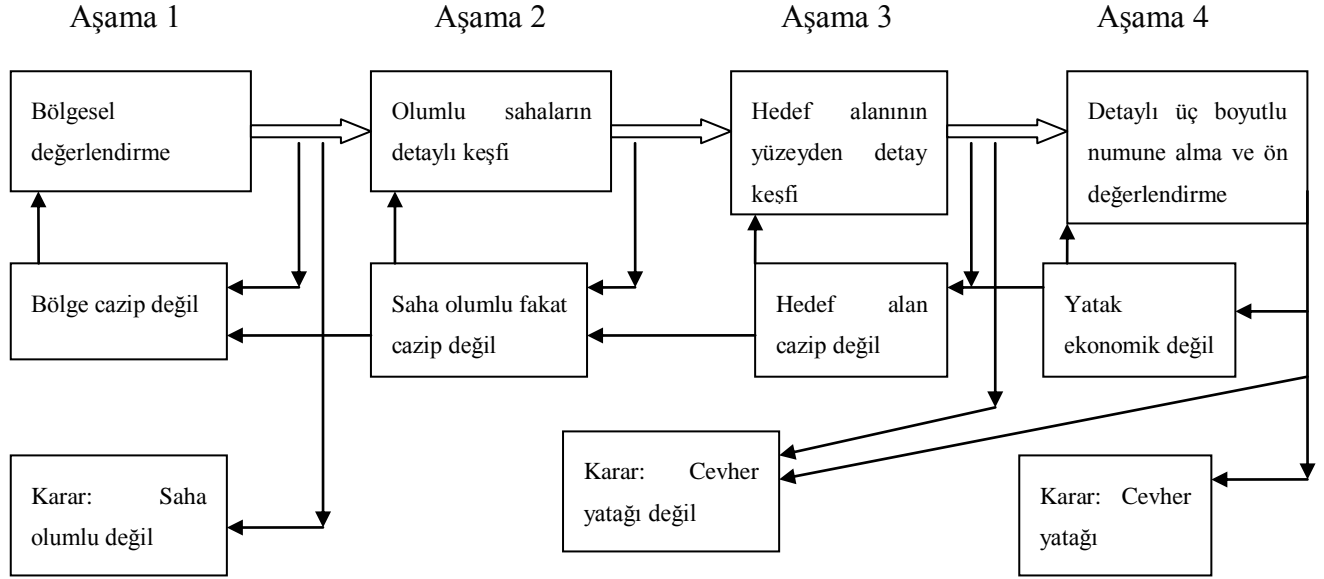 Aşama 1
Aşama 2
Aşama 3
Aşama 4
Bölgesel
değerlendirme
Olumlu sahaların
detaylı keşfi
Hedef alanının
yüzeyden detay
keşfi
Detaylı üç boyutlu
numune alma ve ön
değerlendirme
Bölge cazip değil
Saha olumlu fakat
cazip değil
Hedef alan
cazip değil
Yatak
ekonomik değil
Karar: Saha
olumlu değil
Karar: Cevher
yatağı değil
Karar: Cevher
yatağı